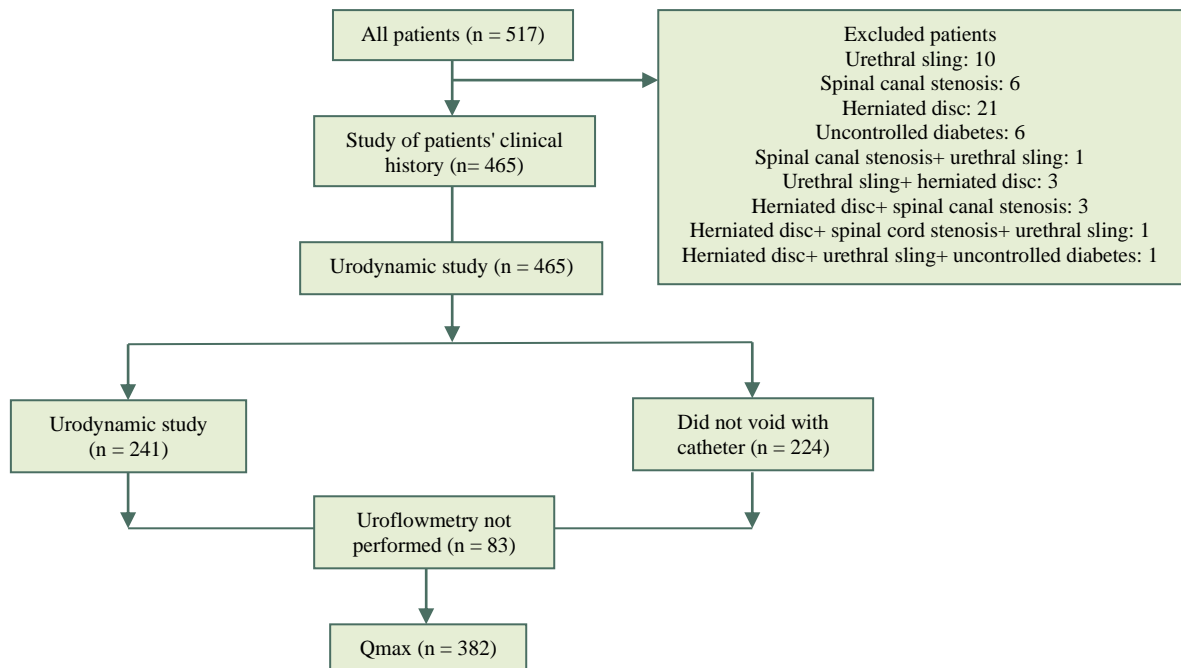 All patients (n = 517)
Excluded patients
Urethral sling: 10
Spinal canal stenosis: 6
Herniated disc: 21
Uncontrolled diabetes: 6
Spinal canal stenosis+ urethral sling: 1
Urethral sling+ herniated disc: 3
Herniated disc+ spinal canal stenosis: 3
Herniated disc+ spinal cord stenosis+ urethral sling: 1
Herniated disc+ urethral sling+ uncontrolled diabetes: 1
Study of patients' clinical
history (n= 465)
Urodynamic study (n = 465)
Urodynamic study
(n = 241)
Did not void with
catheter (n = 224)
Uroflowmetry not
performed (n = 83)
Qmax (n = 382)